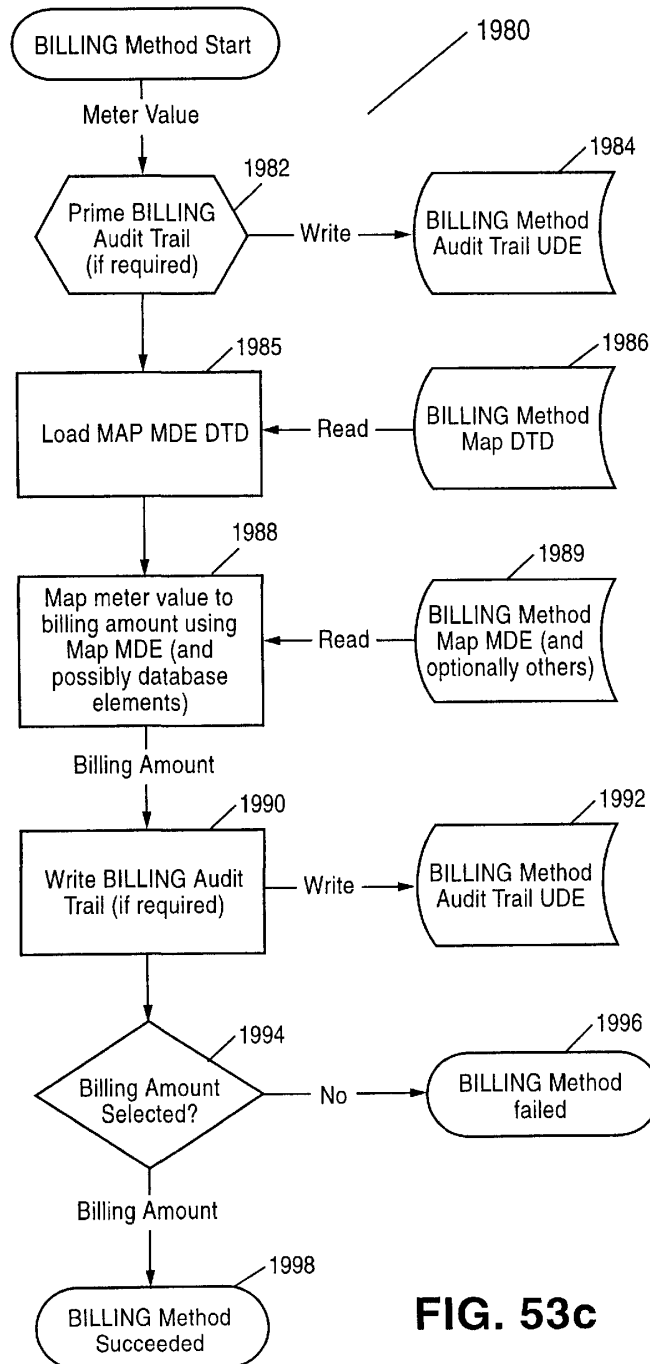 BILLING Method Start
1980
Meter Value
1982
Prime BILLING
Audit Trail
(if required)
Write
1984
BILLING Method
Audit Trail UDE
1985
Load MAP MDE DTD
Read
1986
BILLING Method
Map DTD
1988
Map meter value to
billing amount using
Map MDE (and
possibly database
elements)
Read
1989
BILLING Method
Map MDE (and
optionally others)
Billing Amount
1990
Write BILLING Audit
Trail (if required)
Write
1992
BILLING Method
Audit Trail UDE
1994
Billing Amount
Selected?
No
1996
BILLING Method
failed
Billing Amount
1998
BILLING Method
Succeeded
FIG. 53c